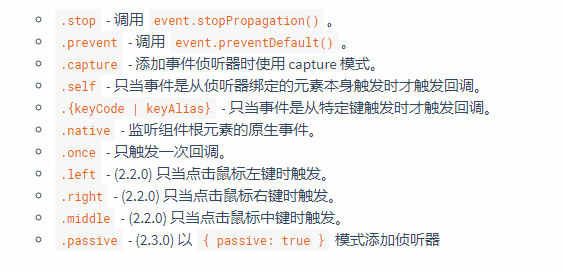 .stop - 调用 event.stopPropagation() 。
.prevent - 调用 event.preventDefault() 。
.capture - 添加事件侦听器时使用 capture 模式。
.self - 只当事件是从侦听器绑定的元素本身触发时才触发回调。
.{keyCode | keyAlias} - 只当事件是从特定键触发时才触发回调。
.native - 监听组件根元素的原生事件。
.once - 只触发一次回调。
.left - (2.2.0) 只当点击鼠标左键时触发。
.right - (2.2.0) 只当点击鼠标右键时触发。
.middle - (2.2.0) 只当点击鼠标中键时触发。
.passive - (2.3.0) 以 { passive: true } 模式添加侦听器